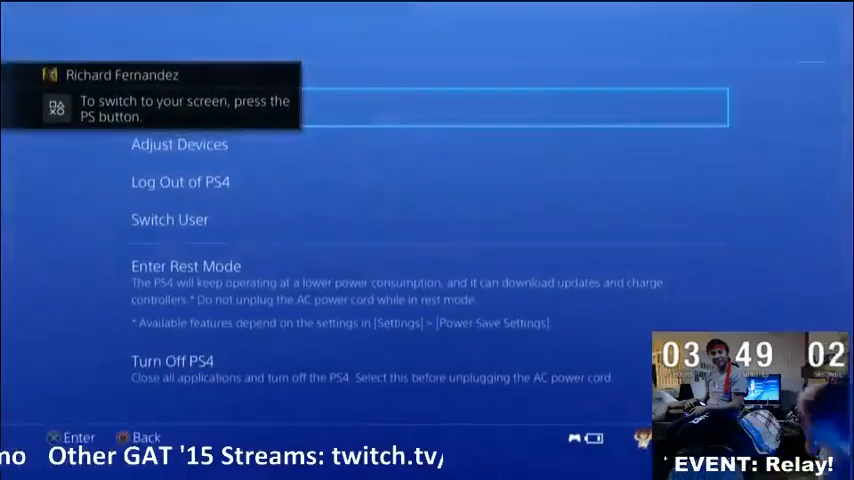 Richard Fernandez
To switch to your screen, press the
PS button.
Adjust Devices
Log Out of PS4
Switch User
Enter Rest Mode
The PS4 will keep operating at a lower power consumption, and it can download updates and charge
controllers.* Do not unplug the AC power cord while in rest mode.
* Available features depend on the settings in [Settings] > [Power Save Settings].
Turn Off PS4
Close all applications and turn off the PS4. Select this before unplugging the AC power cord.
03 49 02
Enter Back
mo Other GAT '15 Streams: twitch.tv/
EVENT: Relay!